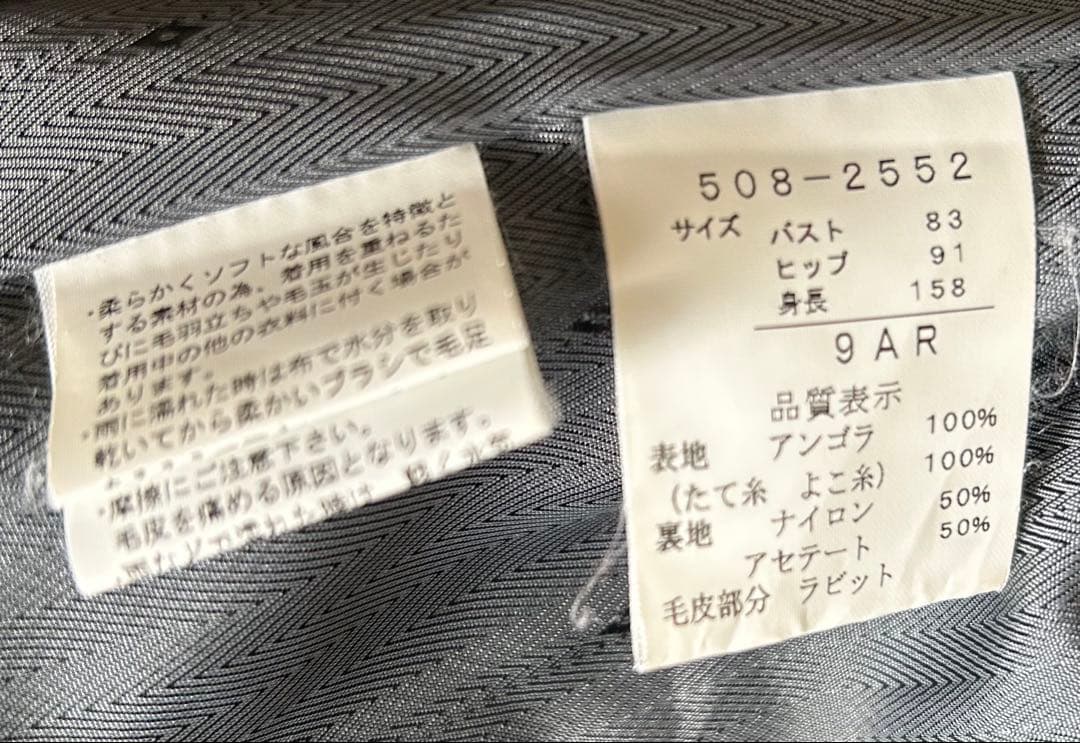 ・柔らかくソフトな風合を特徴と
する素材の為、着用を重ねるた
びに毛羽立ちや毛玉が生じたり
着用中の他の衣料に付く場合が
あります。
・雨に濡れた時は布で水分を取り
乾いてから柔かいブラシで毛足
・摩擦にご注意下さい。
毛皮を痛める原因となります。
508-2552
サイズ バスト 83
ヒップ 91
身長 158
9AR
品質表示
表地 アンゴラ 100%
(たて糸 よこ糸) 100%
裏地 ナイロン 50%
アセテート 50%
毛皮部分 ラビット